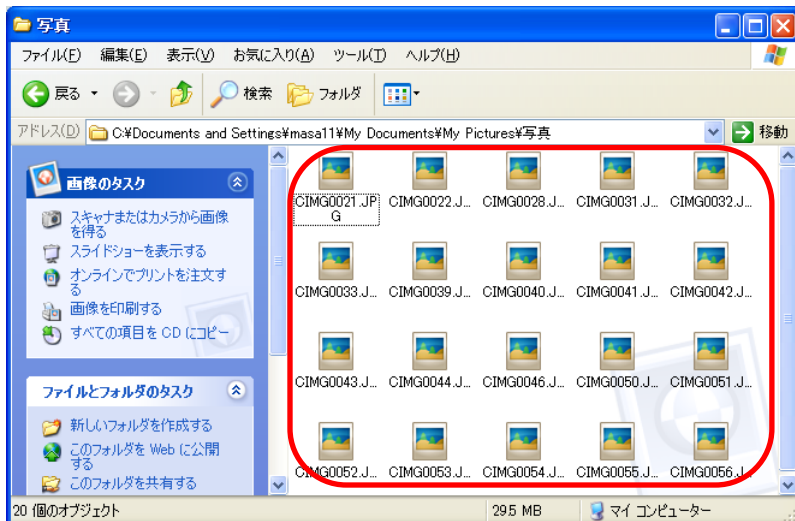 写真
ファイル(F) 編集(E) 表示(V) お気に入り(A) ツール(T) ヘルプ(H)
戻る 検索 フォルダ
アドレス(D) C:¥Documents and Settings¥masa11¥My Documents¥My Pictures¥写真 移動
画像のタスク
スキャナまたはカメラから画像
を得る
スライドショーを表示する
オンラインでプリントを注文す
る
画像を印刷する
すべての項目を CD にコピー
ファイルとフォルダのタスク
新しいフォルダを作成する
このフォルダを Web に公開
する
このフォルダを共有する
CIMG0021.JP
G
CIMG0022.J... CIMG0028.J... CIMG0031.J... CIMG0032.J...
CIMG0033.J... CIMG0039.J... CIMG0040.J... CIMG0041.J... CIMG0042.J...
CIMG0043.J... CIMG0044.J... CIMG0046.J... CIMG0050.J... CIMG0051.J...
CIMG0052.J... CIMG0053.J... CIMG0054.J... CIMG0055.J... CIMG0056.J...
20 個のオブジェクト 29.5 MB マイ コンピューター